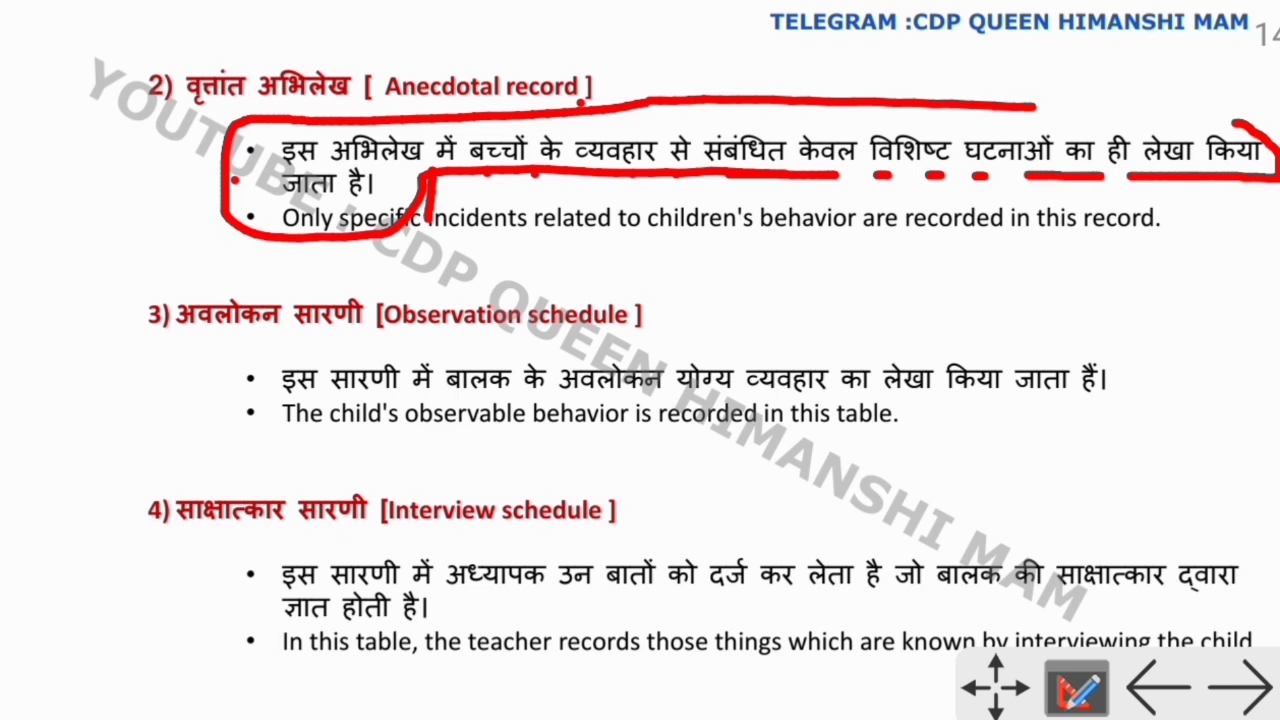 TELEGRAM :CDP QUEEN HIMANSHI MAM
14
2) वृत्तांत अभिलेख [ Anecdotal record ]
• इस अभिलेख में बच्चों के व्यवहार से संबंधित केवल विशिष्ट घटनाओं का ही लेखा किया
जाता है।
• Only specific incidents related to children's behavior are recorded in this record.
3) अवलोकन सारणी [Observation schedule ]
• इस सारणी में बालक के अवलोकन योग्य व्यवहार का लेखा किया जाता हैं।
• The child's observable behavior is recorded in this table.
4) साक्षात्कार सारणी [Interview schedule ]
• इस सारणी में अध्यापक उन बातों को दर्ज कर लेता है जो बालक की साक्षात्कार द्वारा
ज्ञात होती है।
• In this table, the teacher records those things which are known by interviewing the child
YOUTUBE : CDP QUEEN HIMANSHI MAM